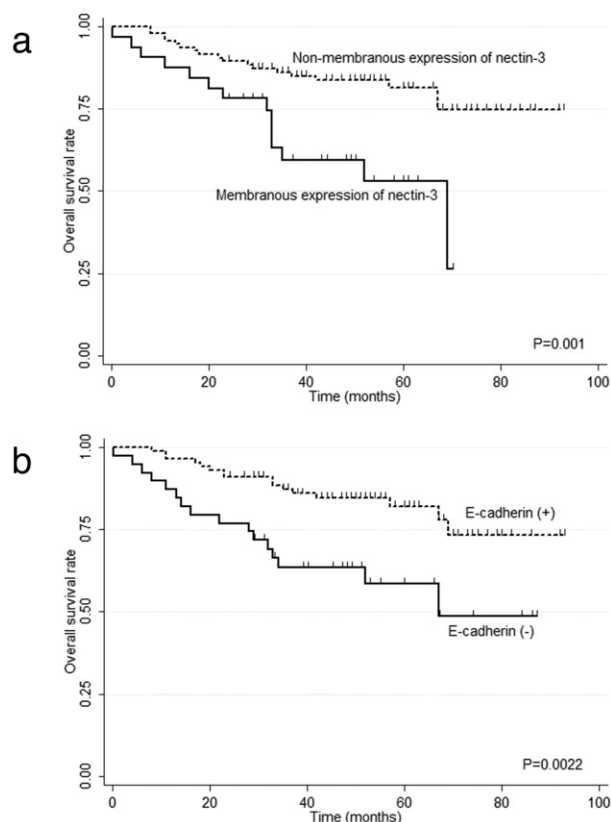 a
Overall survival rate
1.00
0.75
0.50
0.25
0.00
Non-membranous expression of nectin-3
Membranous expression of nectin-3
P=0.001
0 20 40 60 80 100
Time (months)
b
Overall survival rate
1.00
0.75
0.50
0.25
0.00
E-cadherin (+)
E-cadherin (-)
P=0.0022
0 20 40 60 80 100
Time (months)